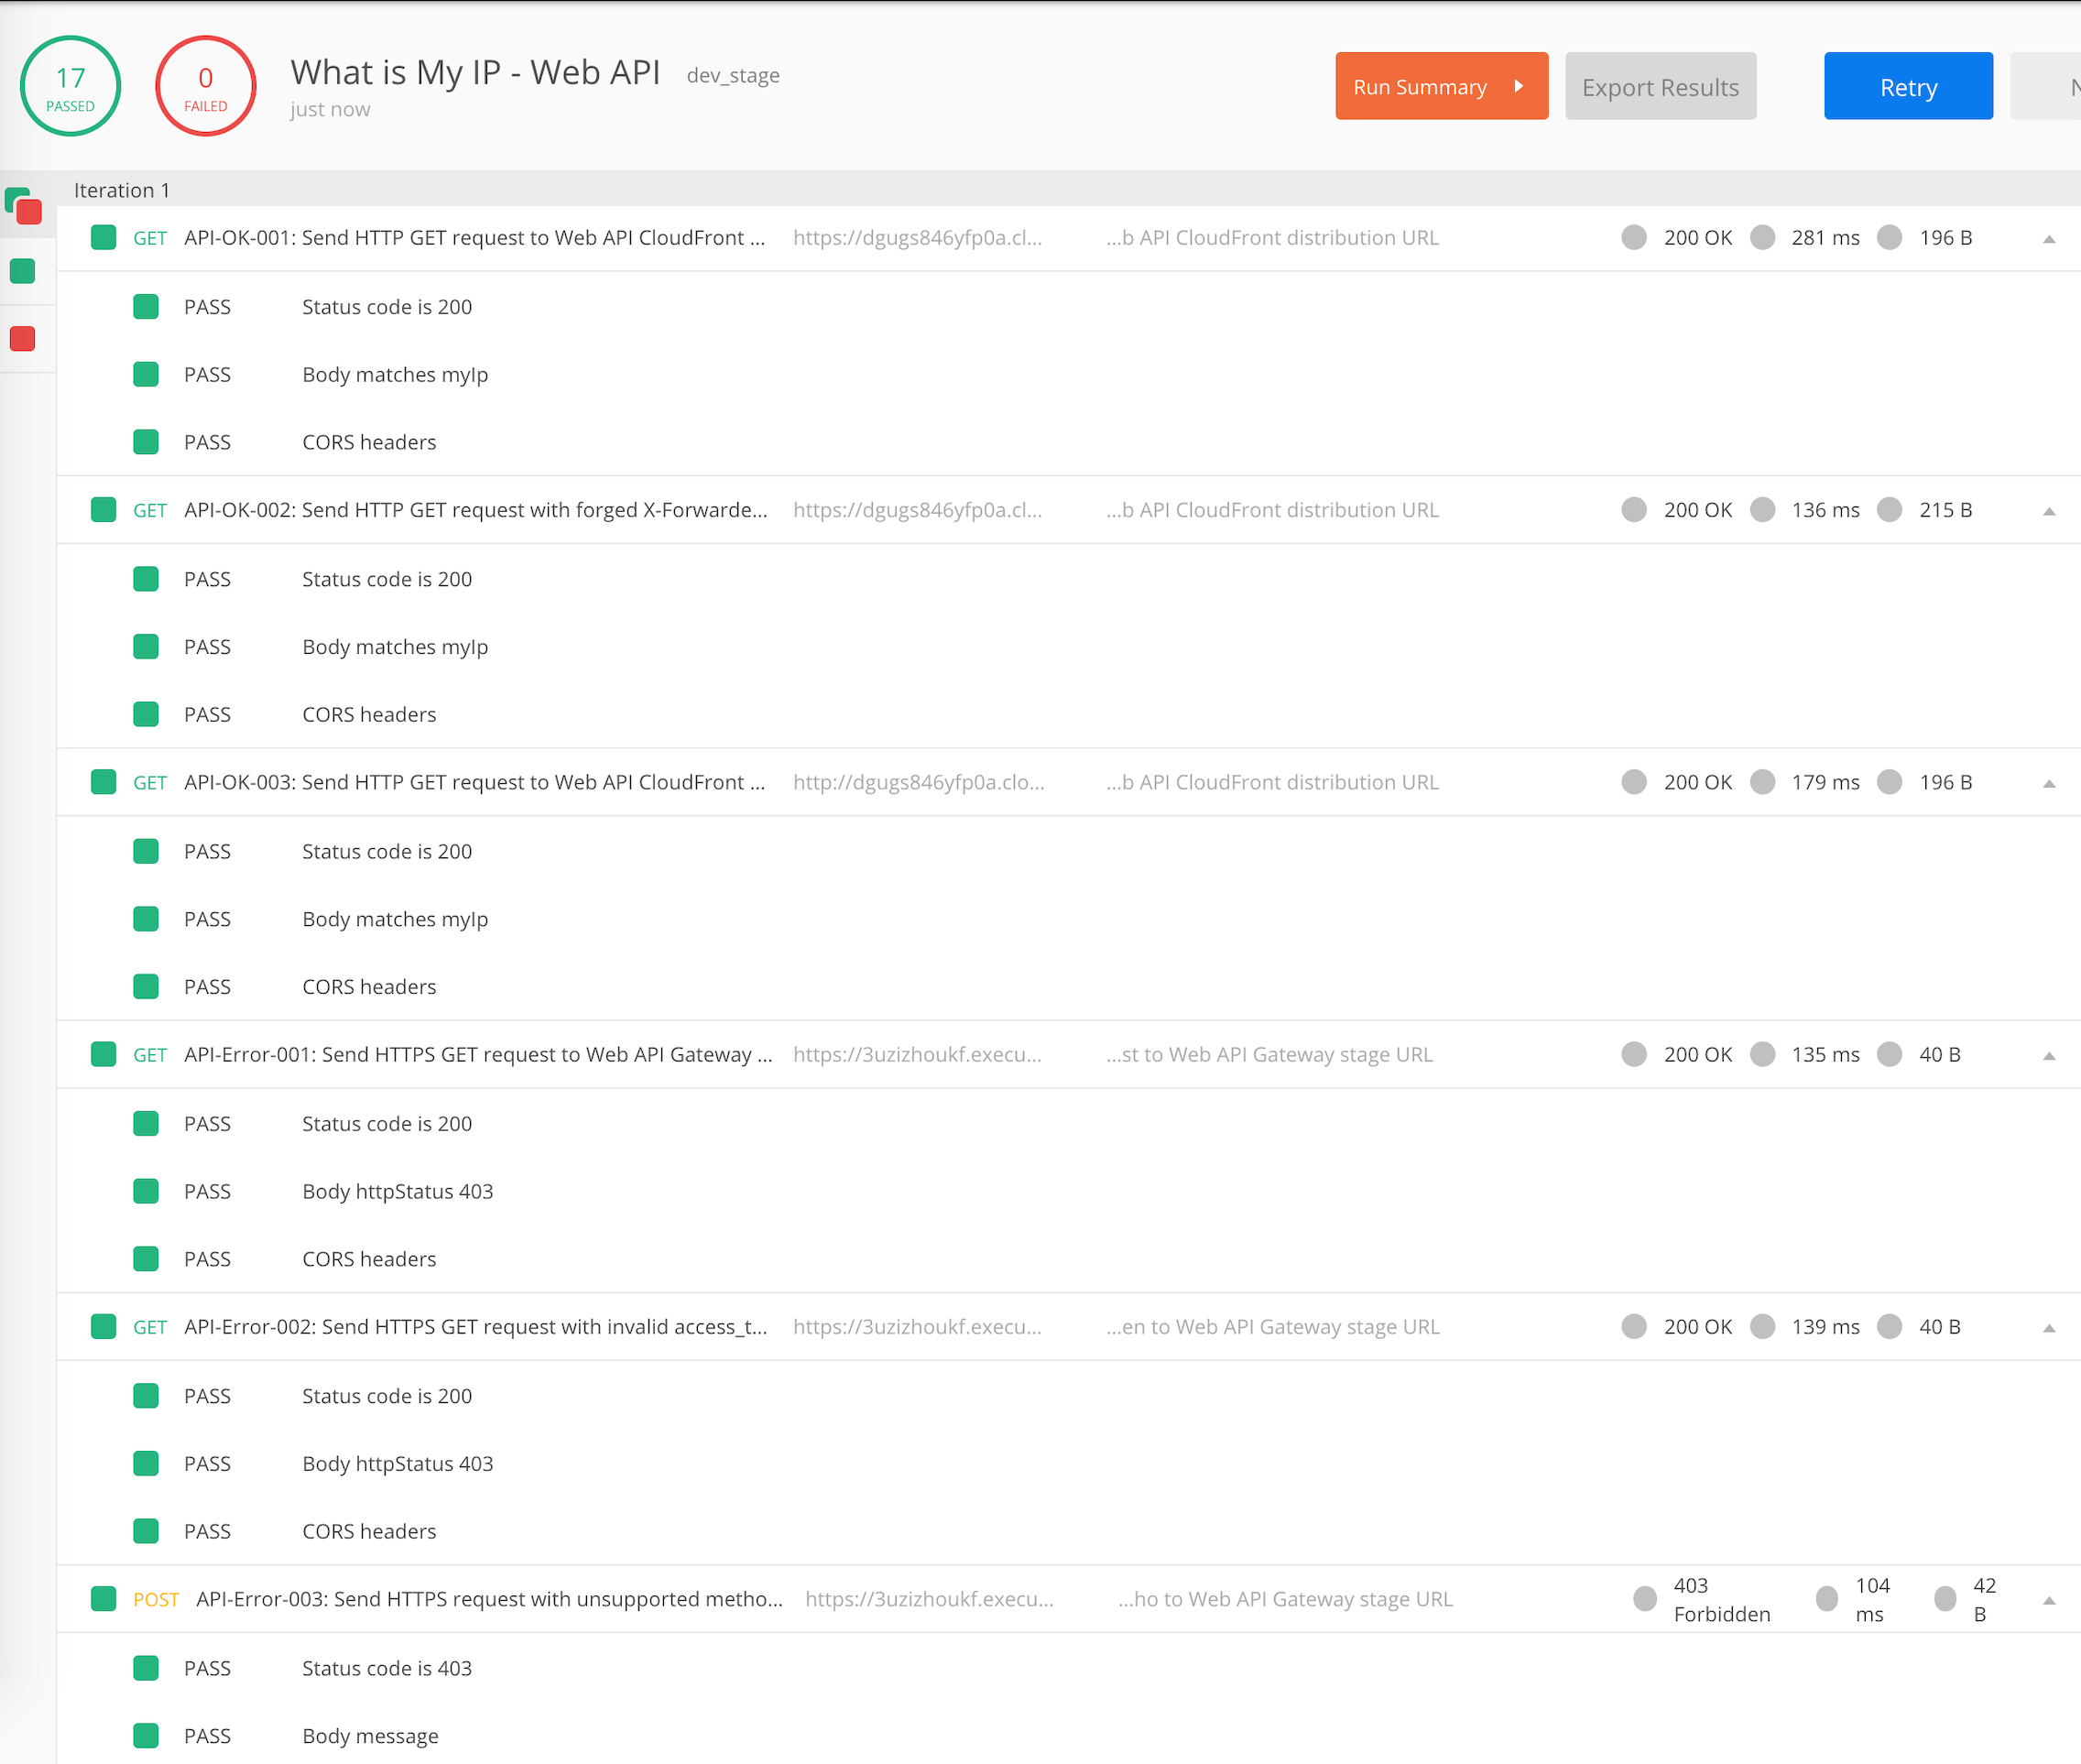 17
PASSED
0
FAILED
What is My IP - Web API dev_stage
just now
Run Summary
Export Results
Retry
N
Iteration 1
GET API-OK-001: Send HTTP GET request to Web API CloudFront ... https://dgugs846yfp0a.cl... ...b API CloudFront distribution URL 200 OK 281 ms 196 B
PASS Status code is 200
PASS Body matches myIp
PASS CORS headers
GET API-OK-002: Send HTTP GET request with forged X-Forwarde... https://dgugs846yfp0a.cl... ...b API CloudFront distribution URL 200 OK 136 ms 215 B
PASS Status code is 200
PASS Body matches myIp
PASS CORS headers
GET API-OK-003: Send HTTP GET request to Web API CloudFront ... http://dgugs846yfp0a.clo... ...b API CloudFront distribution URL 200 OK 179 ms 196 B
PASS Status code is 200
PASS Body matches myIp
PASS CORS headers
GET API-Error-001: Send HTTPS GET request to Web API Gateway ... https://3uzizhoukf.execu... ...st to Web API Gateway stage URL 200 OK 135 ms 40 B
PASS Status code is 200
PASS Body httpStatus 403
PASS CORS headers
GET API-Error-002: Send HTTPS GET request with invalid access_t... https://3uzizhoukf.execu... ...en to Web API Gateway stage URL 200 OK 139 ms 40 B
PASS Status code is 200
PASS Body httpStatus 403
PASS CORS headers
POST API-Error-003: Send HTTPS request with unsupported metho... https://3uzizhoukf.execu... ...ho to Web API Gateway stage URL 403 Forbidden 104 ms 42 B
PASS Status code is 403
PASS Body message